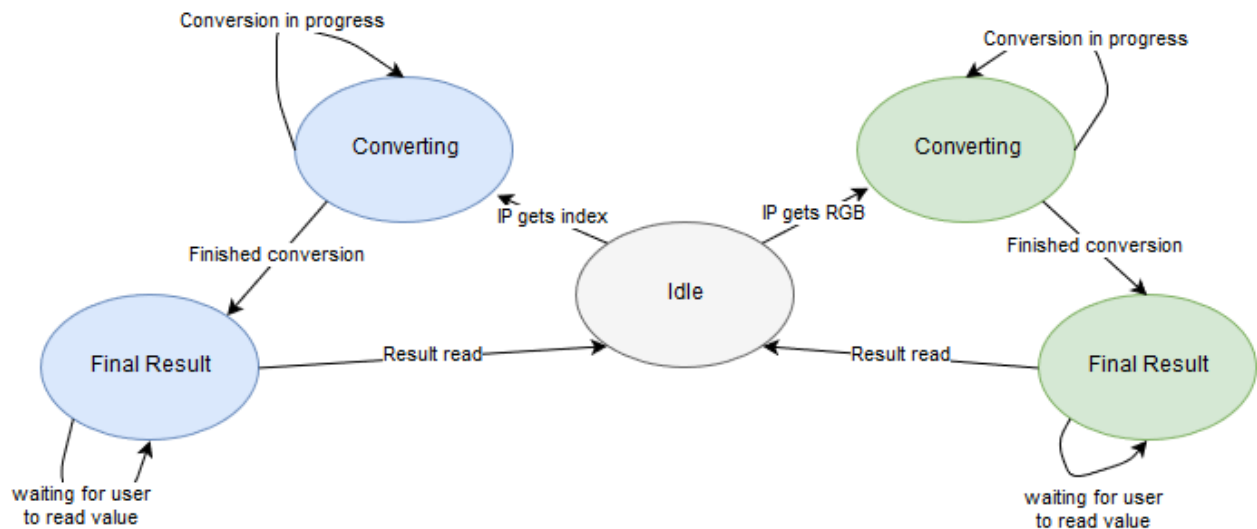 Conversion in progress
Conversion in progress
Converting
Converting
IP gets index
IP gets RGB
Finished conversion
Finished conversion
Idle
Final Result
Result read
Result read
Final Result
waiting for user
to read value
waiting for user
to read value